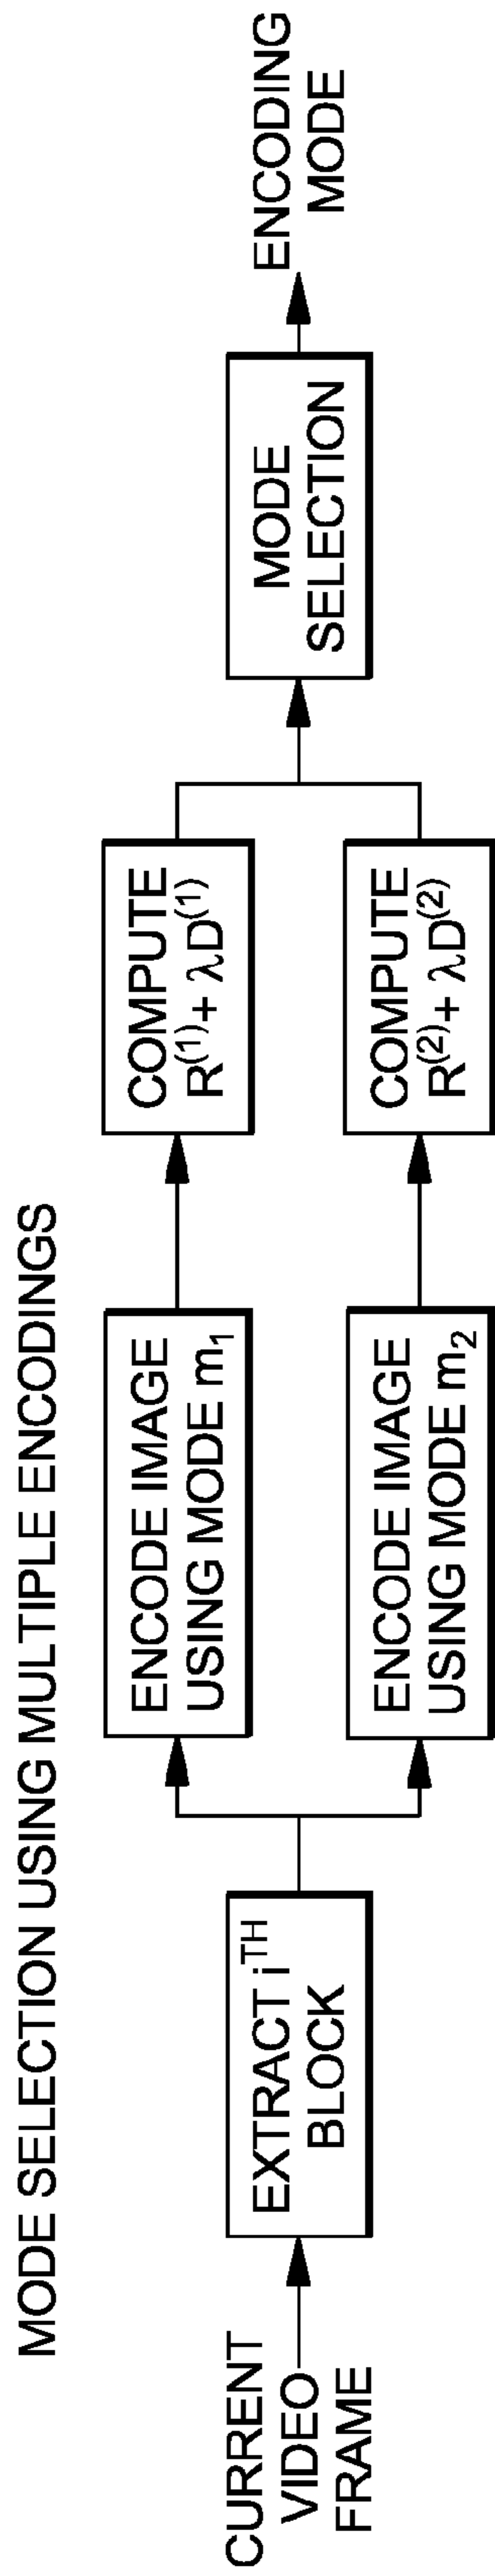 MODE SELECTION USING MULTIPLE ENCODINGS
CURRENT
VIDEO
FRAME
EXTRACT iᵀᴴ
BLOCK
ENCODE IMAGE
USING MODE m₁
COMPUTE
R⁽¹⁾+ λD⁽¹⁾
ENCODE IMAGE
USING MODE m₂
COMPUTE
R⁽²⁾+ λD⁽²⁾
MODE
SELECTION
ENCODING
MODE